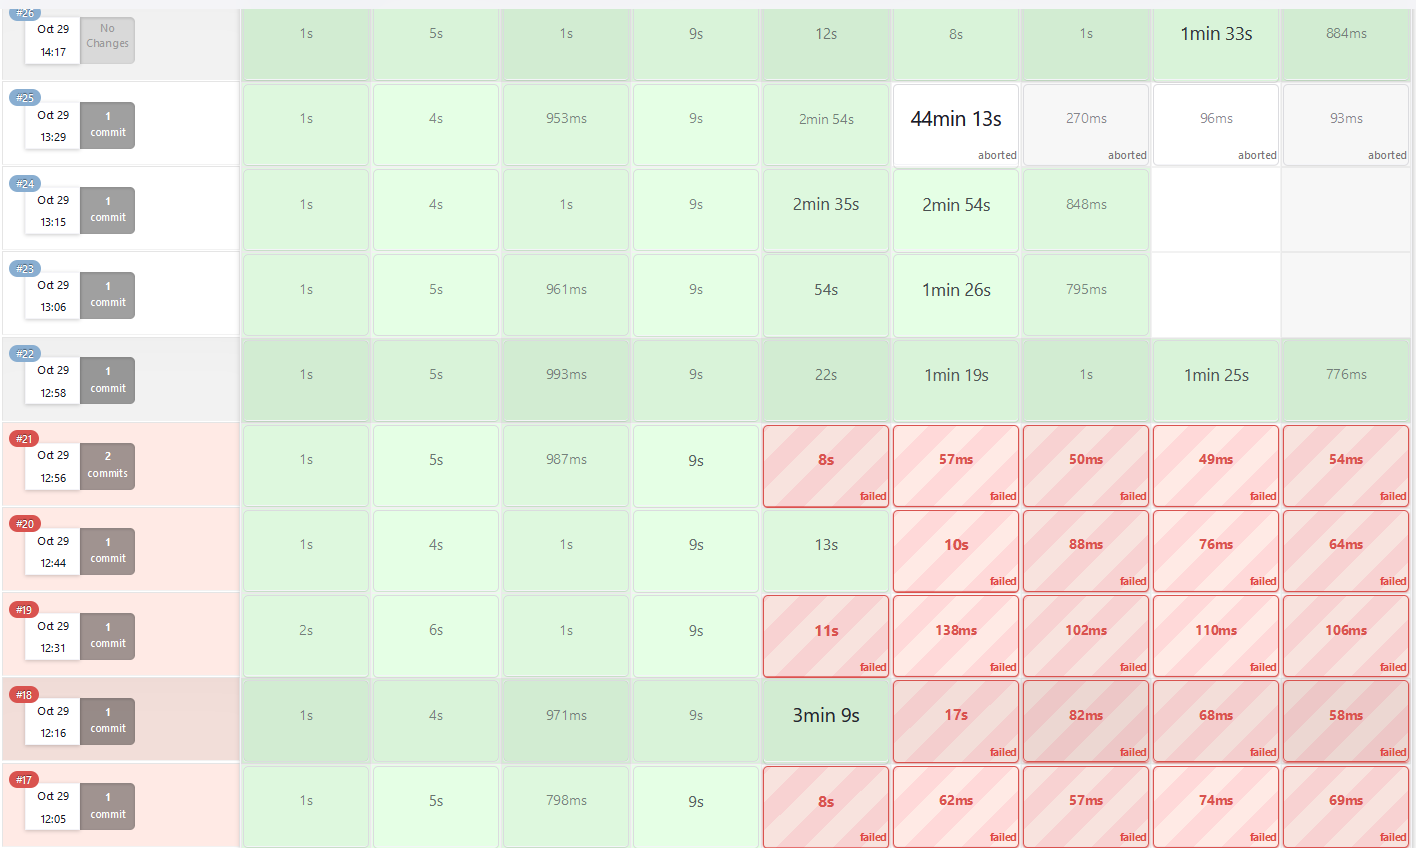 #26
Oct 29
14:17
No
Changes
1s
5s
1s
9s
12s
8s
1s
1min 33s
884ms
#25
Oct 29
13:29
1
commit
1s
4s
953ms
9s
2min 54s
44min 13s
aborted
270ms
aborted
96ms
aborted
93ms
aborted
#24
Oct 29
13:15
1
commit
1s
4s
1s
9s
2min 35s
2min 54s
848ms
#23
Oct 29
13:06
1
commit
1s
5s
961ms
9s
54s
1min 26s
795ms
#22
Oct 29
12:58
1
commit
1s
5s
993ms
9s
22s
1min 19s
1s
1min 25s
776ms
#21
Oct 29
12:56
2
commits
1s
5s
987ms
9s
8s
failed
57ms
failed
50ms
failed
49ms
failed
54ms
failed
#20
Oct 29
12:44
1
commit
1s
4s
1s
9s
13s
10s
failed
88ms
failed
76ms
failed
64ms
failed
#19
Oct 29
12:31
1
commit
2s
6s
1s
9s
11s
failed
138ms
failed
102ms
failed
110ms
failed
106ms
failed
#18
Oct 29
12:16
1
commit
1s
4s
971ms
9s
3min 9s
17s
failed
82ms
failed
68ms
failed
58ms
failed
#17
Oct 29
12:05
1
commit
1s
5s
798ms
9s
8s
failed
62ms
failed
57ms
failed
74ms
failed
69ms
failed